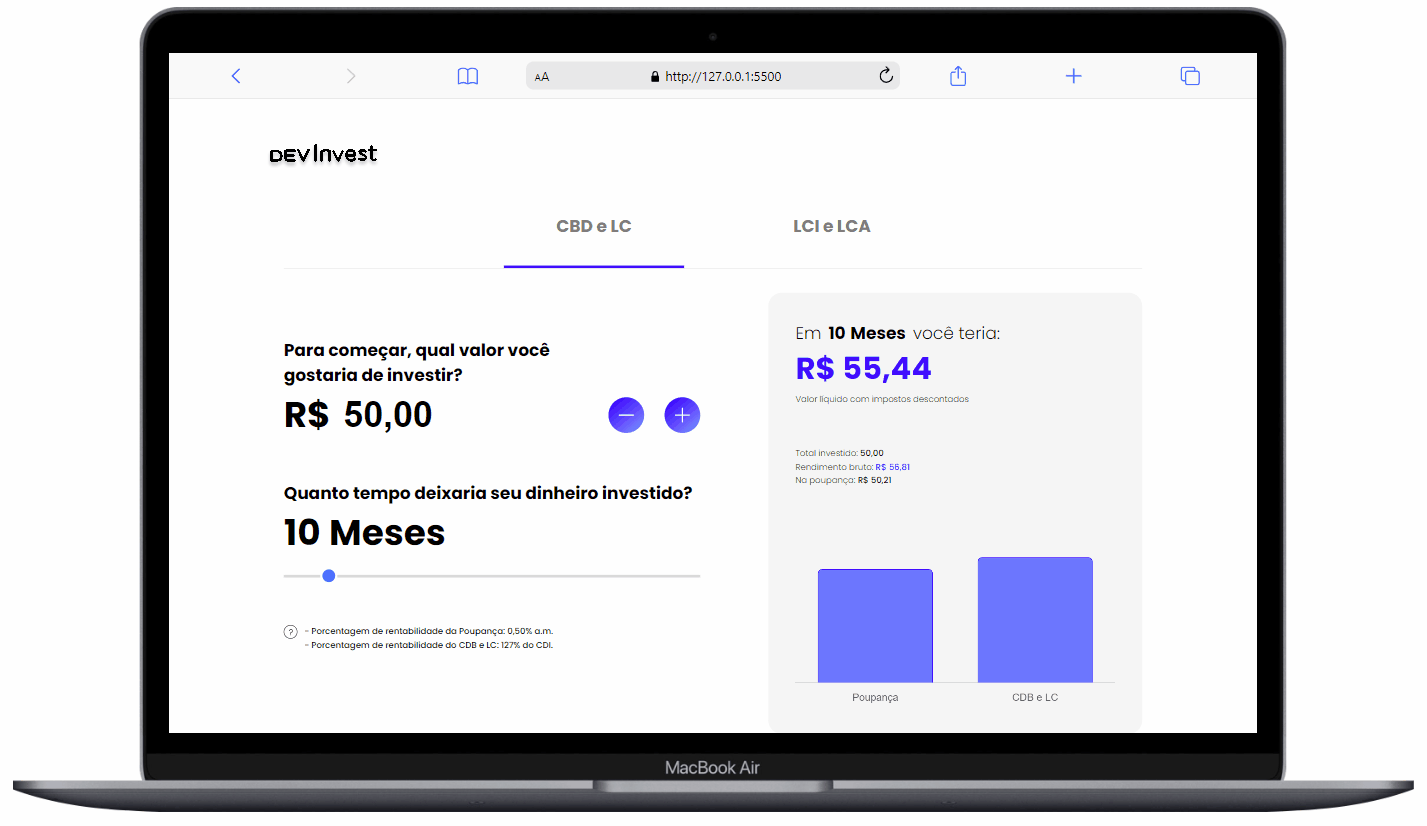 AA
http://127.0.0.1:5500
DEVInvest
CBD e LC
LCI e LCA
Para começar, qual valor você
gostaria de investir?
R$ 50,00
Quanto tempo deixaria seu dinheiro investido?
10 Meses
? - Porcentagem de rentabilidade da Poupança: 0,50% a.m.
- Porcentagem de rentabilidade do CDB e LC: 127% do CDI.
Em 10 Meses você teria:
R$ 55,44
Valor líquido com impostos descontados
Total investido: 50,00
Rendimento bruto: R$ 56,81
Na poupança: R$ 50,21
Poupança
CDB e LC
MacBook Air